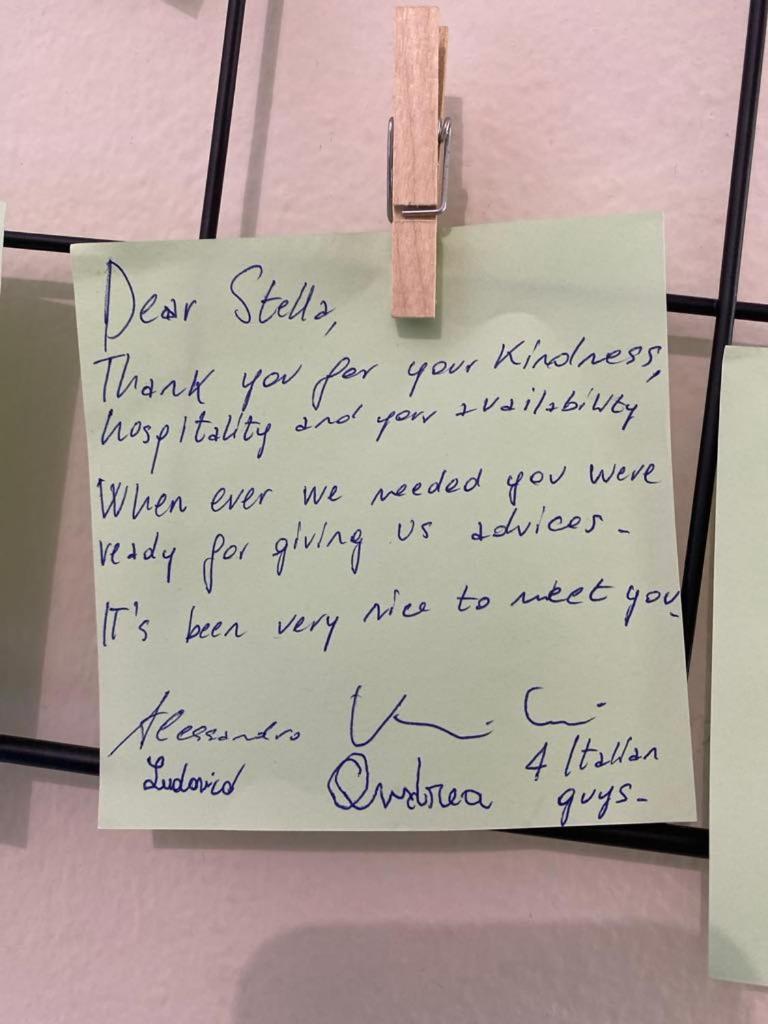 Dear Stella,
Thank you for your Kindness,
hospitality and your availability
When ever we needed you were
ready for giving us advices -
IT's been very nice to meet you.
Alessandro
Ludovico
Andrea
4 Italian
guys -